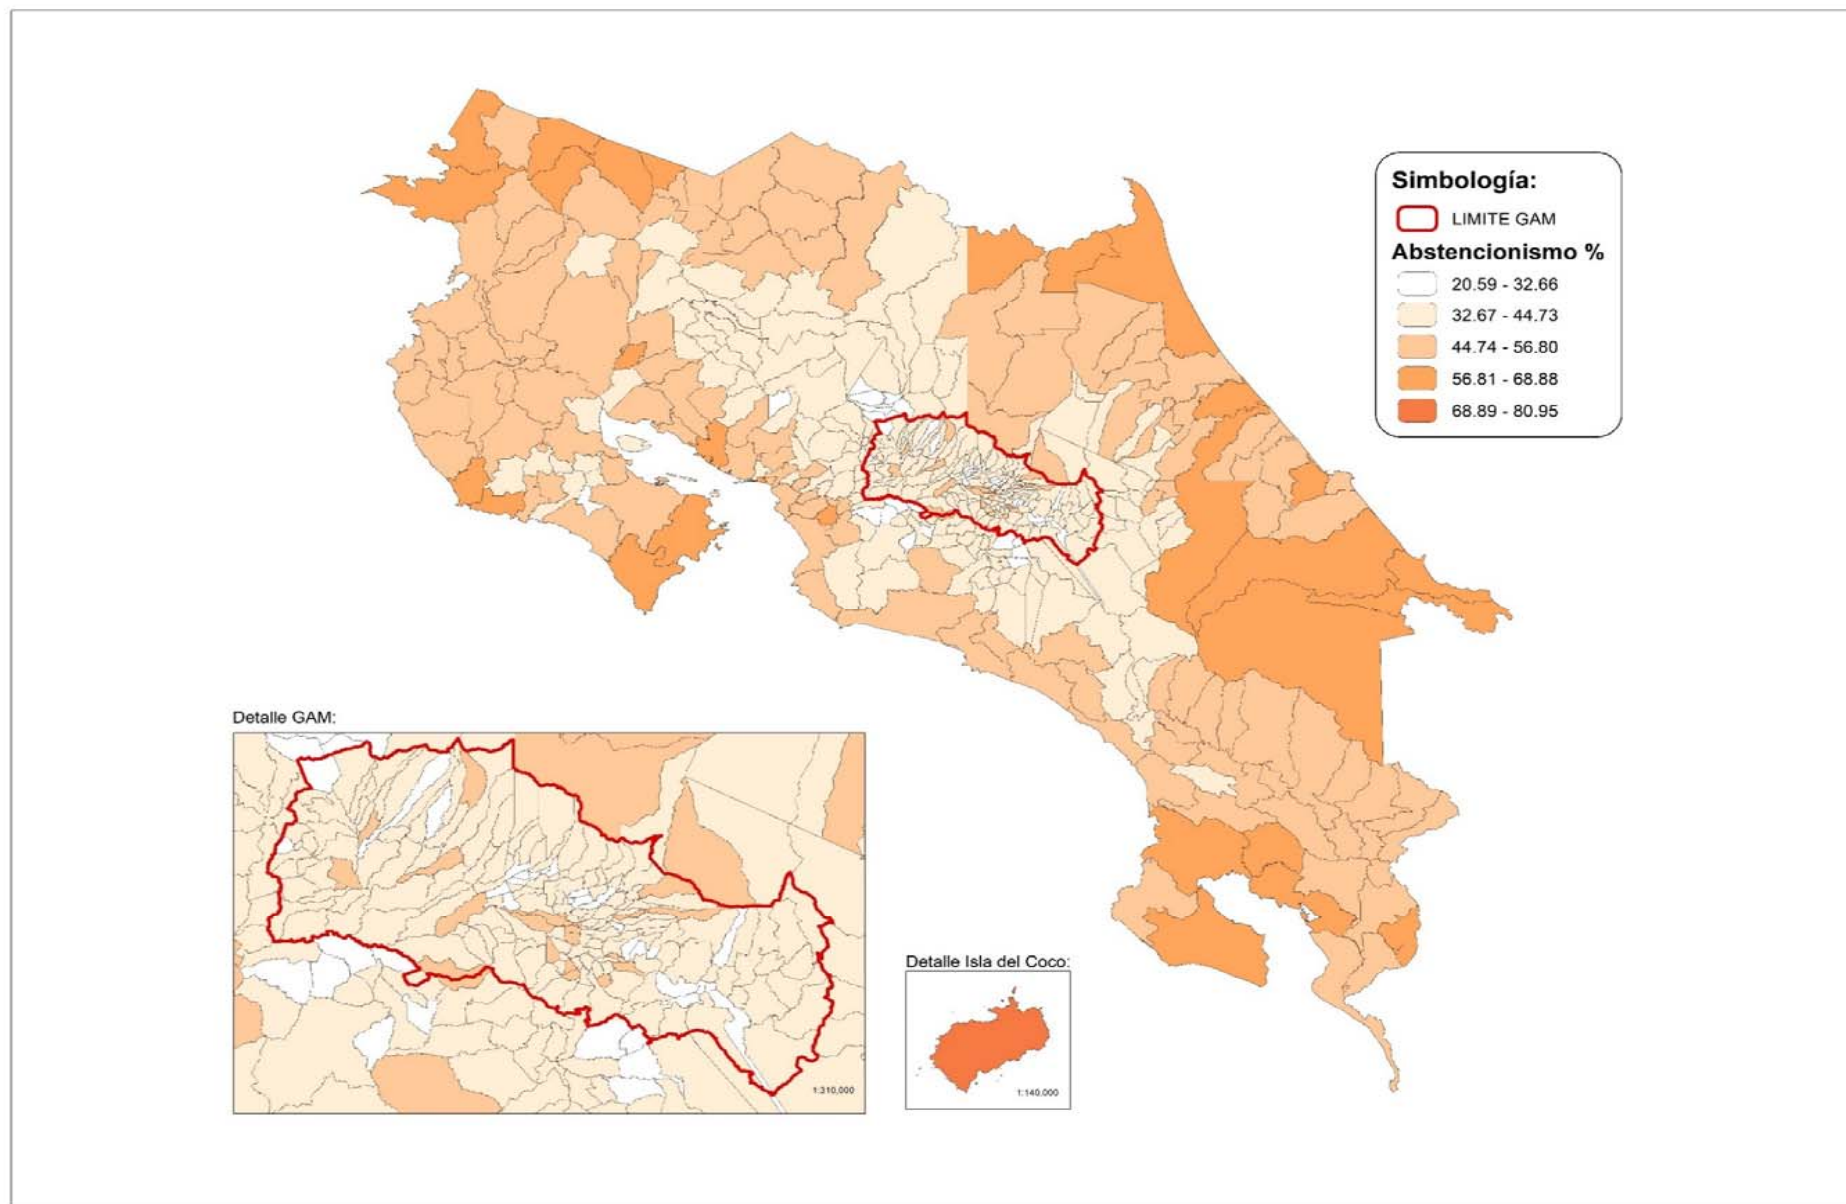 Simbología:
LIMITE GAM
Abstencionismo %
20.59 - 32.66
32.67 - 44.73
44.74 - 56.80
56.81 - 68.88
68.89 - 80.95
Detalle GAM:
1:310,000
Detalle Isla del Coco:
1:140.000